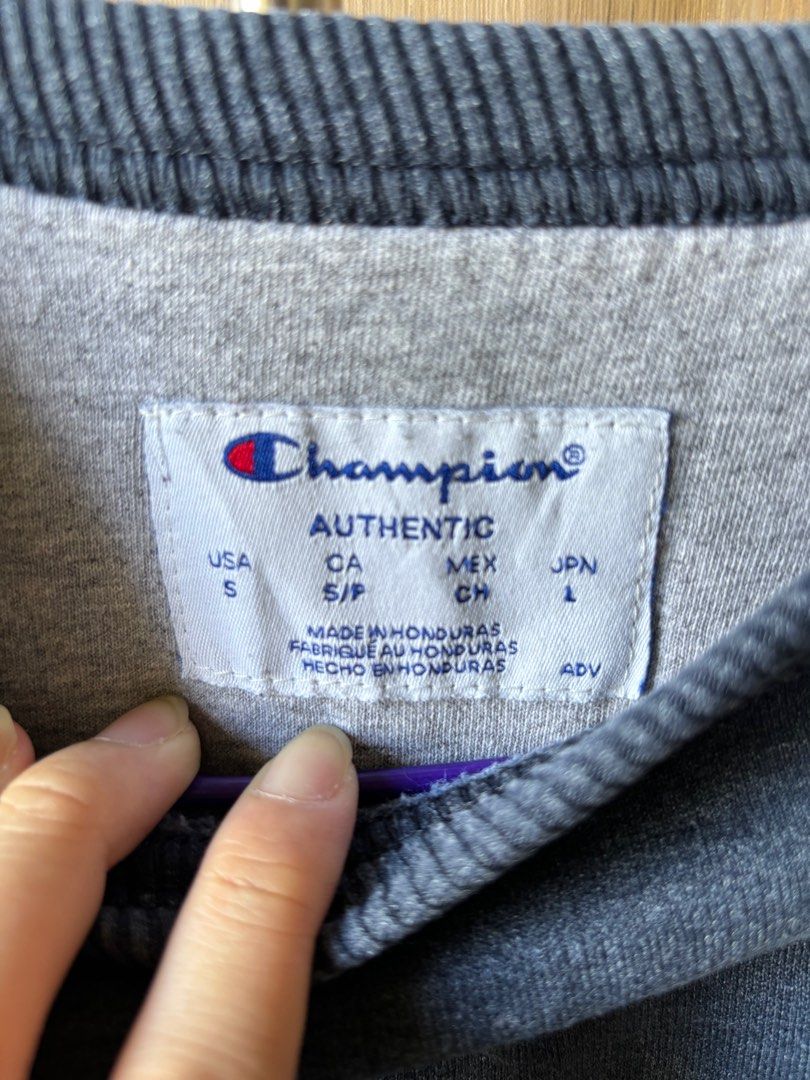 Champion®
AUTHENTIC
USA CA MEX JPN
S S/P CH L
MADE IN HONDURAS
FABRIQUÉ AU HONDURAS
HECHO EN HONDURAS ADV